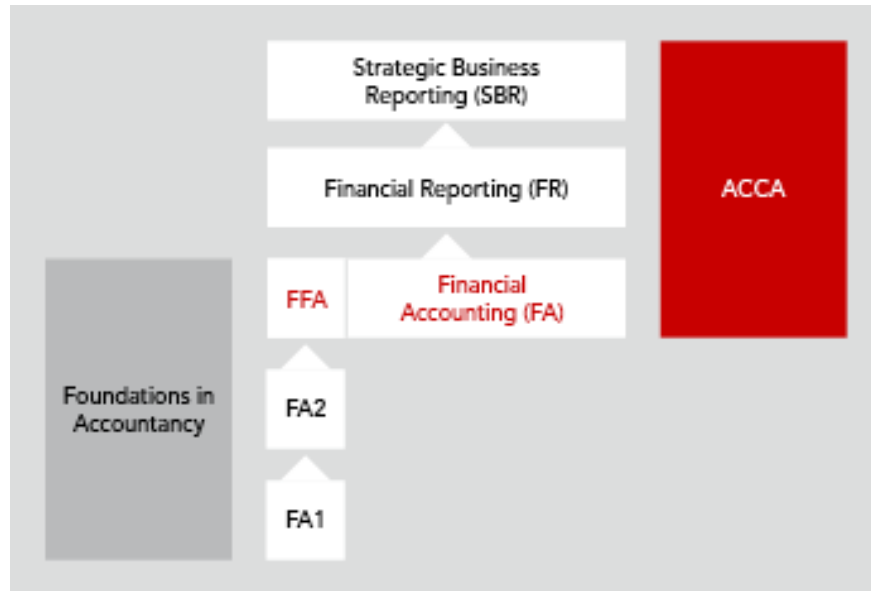 Strategic Business
Reporting (SBR)
Financial Reporting (FR)
ACCA
FFA
Financial
Accounting (FA)
Foundations in
Accountancy
FA2
FA1